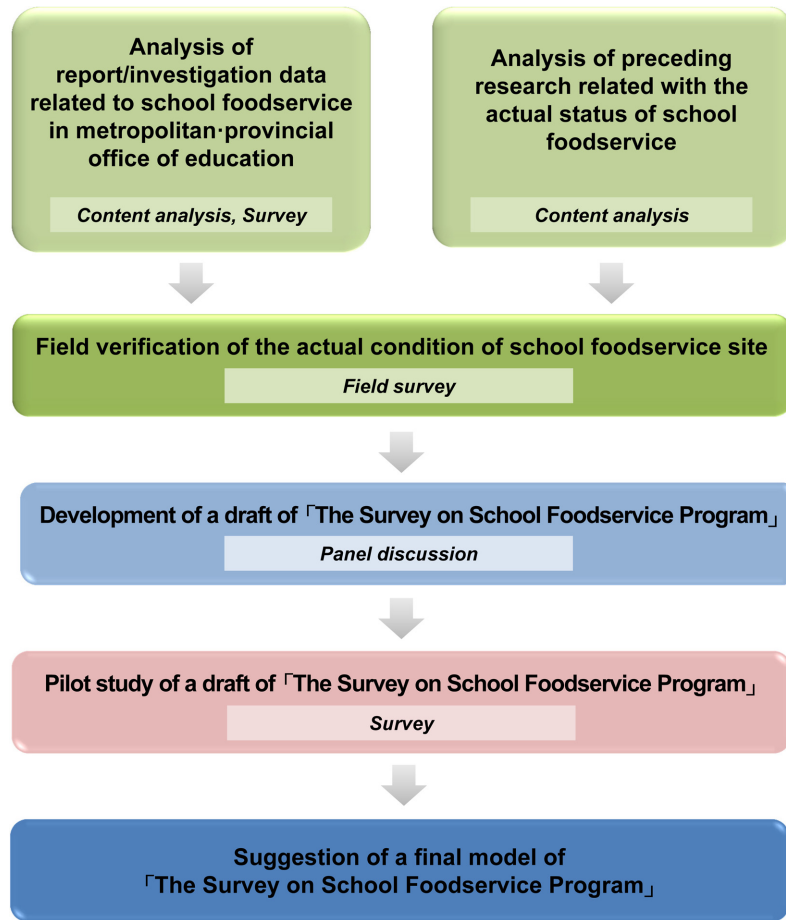 Analysis of
report/investigation data
related to school foodservice
in metropolitan·provincial
office of education
Content analysis, Survey
Analysis of preceding
research related with the
actual status of school
foodservice
Content analysis
Field verification of the actual condition of school foodservice site
Field survey
Development of a draft of「The Survey on School Foodservice Program」
Panel discussion
Pilot study of a draft of「The Survey on School Foodservice Program」
Survey
Suggestion of a final model of
「The Survey on School Foodservice Program」